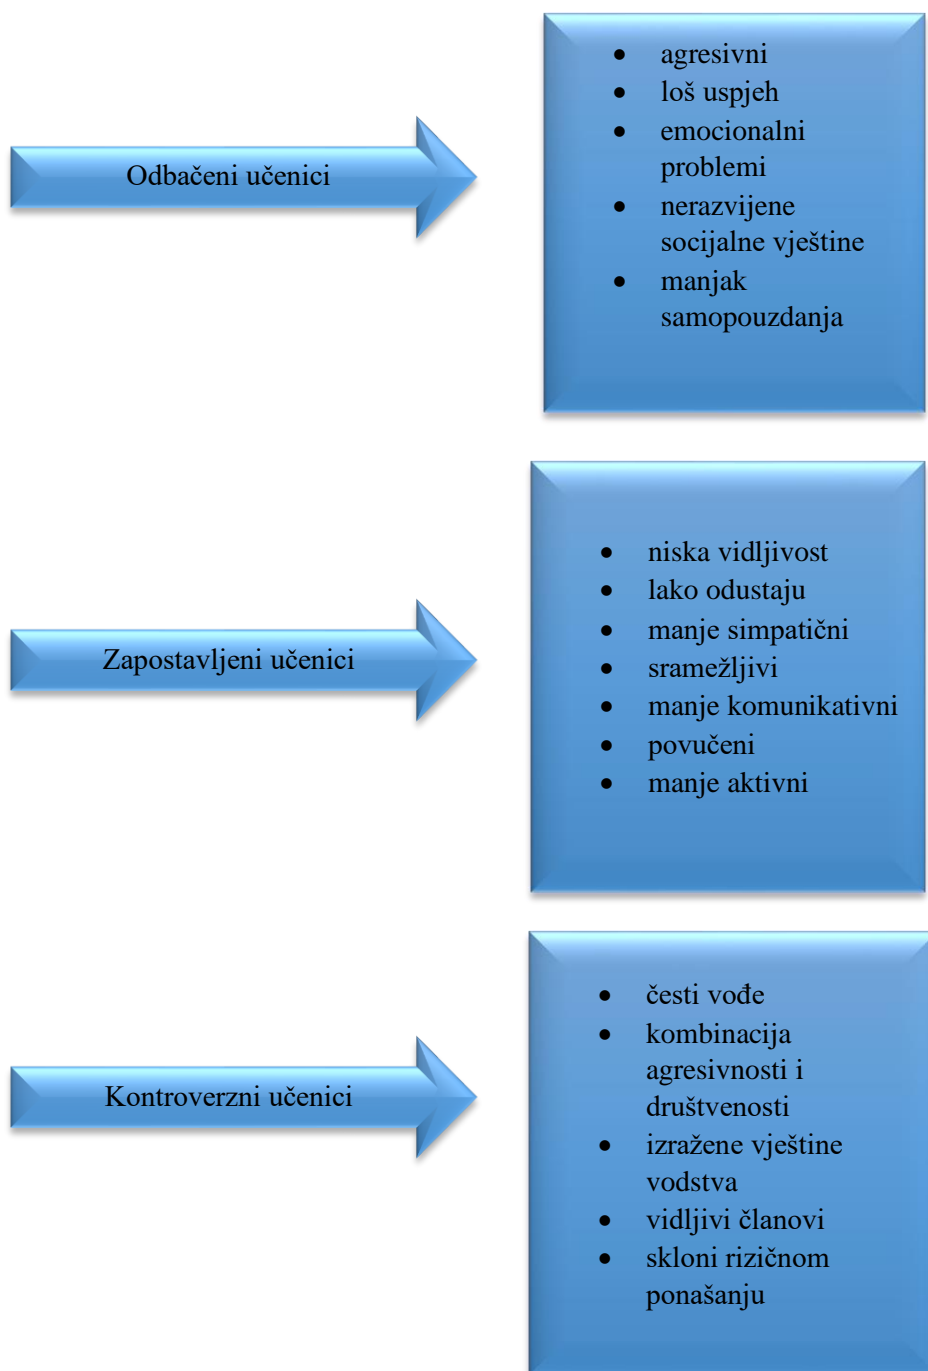 Odbačeni učenici
• agresivni
• loš uspjeh
• emocionalni
problemi
• nerazvijene
socijalne vještine
• manjak
samopouzdanja
Zapostavljeni učenici
• niska vidljivost
• lako odustaju
• manje simpatični
• sramežljivi
• manje komunikativni
• povučeni
• manje aktivni
Kontroverzni učenici
• česti vođe
• kombinacija
agresivnosti i
društvenosti
• izražene vještine
vodstva
• vidljivi članovi
• skloni rizičnom
ponašanju